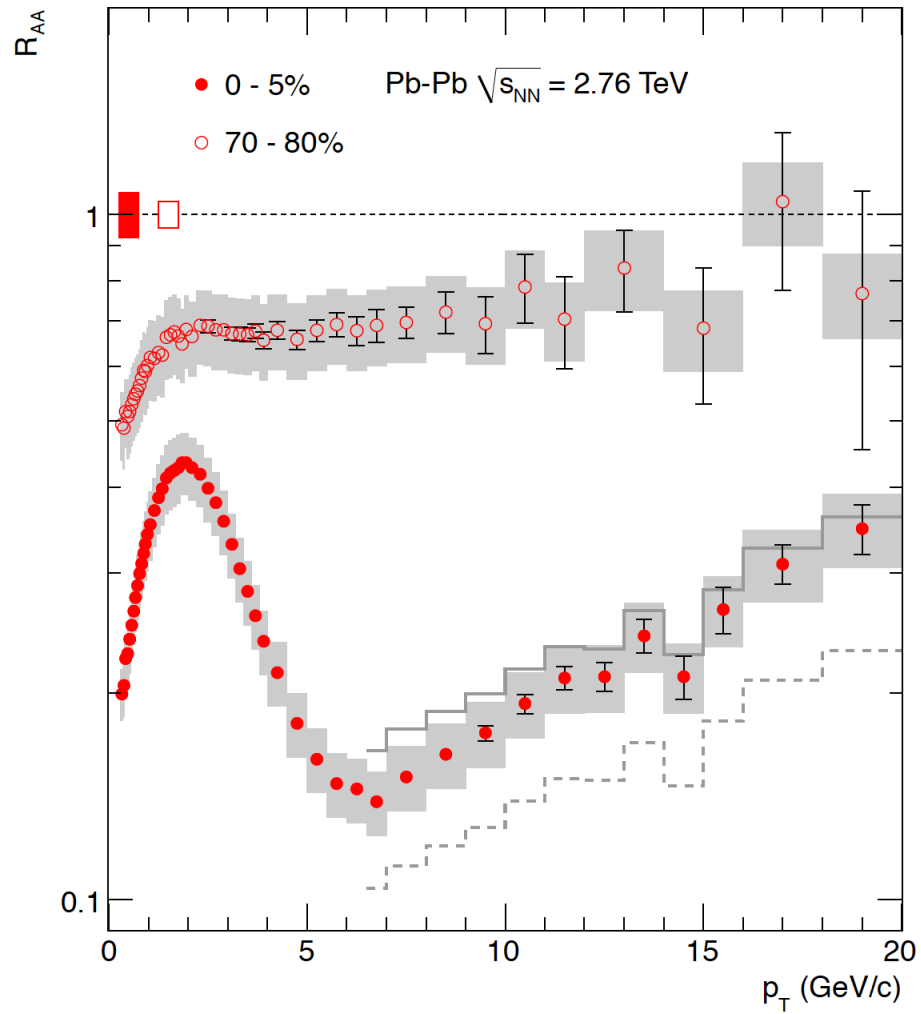 R_AA
0 - 5% Pb-Pb √s_NN = 2.76 TeV
70 - 80%
1
0.1
0 5 10 15 20
p_T (GeV/c)